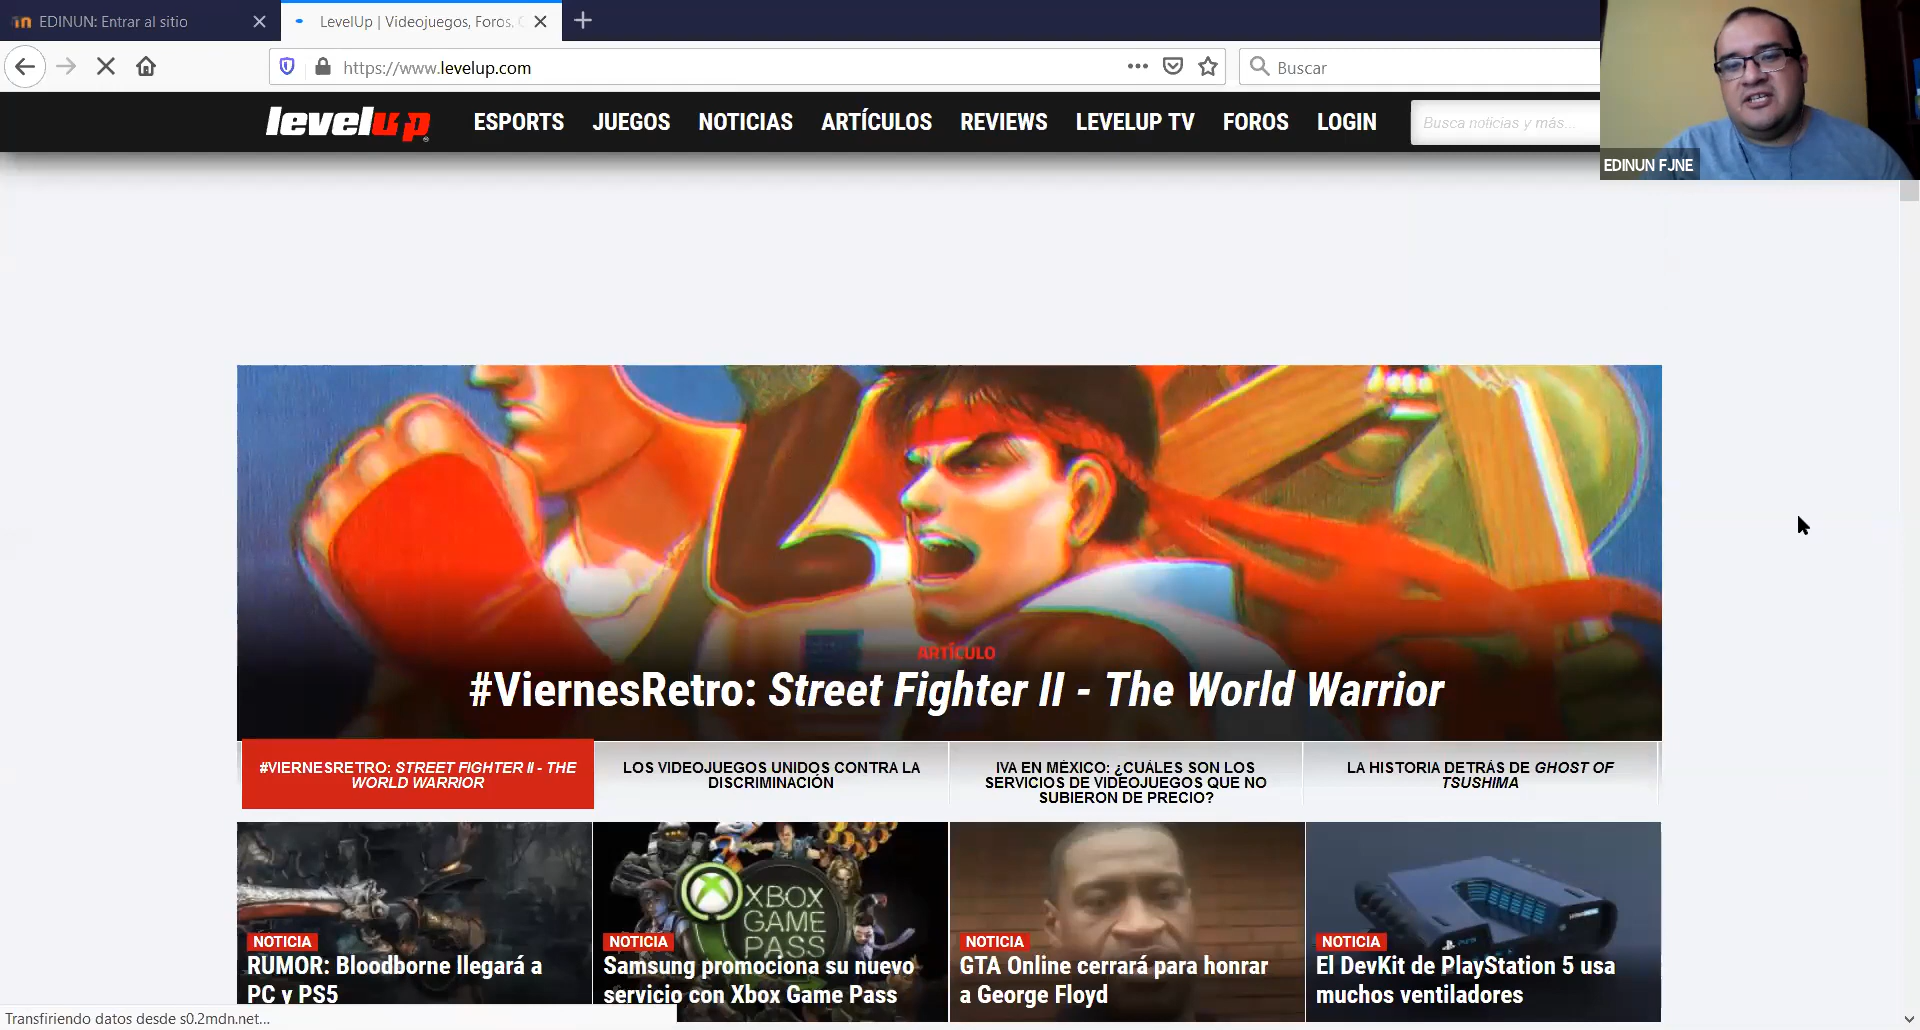 EDINUN: Entrar al sitio
LevelUp | Videojuegos, Foros,
https://www.levelup.com
Buscar
levelup
ESPORTS JUEGOS NOTICIAS ARTÍCULOS REVIEWS LEVELUP TV FOROS LOGIN
Busca noticias y más...
EDINUN FJNE
ARTÍCULO
#ViernesRetro: Street Fighter II - The World Warrior
#VIERNESRETRO: STREET FIGHTER II - THE
WORLD WARRIOR
LOS VIDEOJUEGOS UNIDOS CONTRA LA
DISCRIMINACIÓN
IVA EN MÉXICO: ¿CUÁLES SON LOS
SERVICIOS DE VIDEOJUEGOS QUE NO
SUBIERON DE PRECIO?
LA HISTORIA DETRÁS DE GHOST OF
TSUSHIMA
NOTICIA
RUMOR: Bloodborne llegará a
PC y PS5
XBOX
GAME
PASS
NOTICIA
Samsung promociona su nuevo
servicio con Xbox Game Pass
NOTICIA
GTA Online cerrará para honrar
a George Floyd
NOTICIA
El DevKit de PlayStation 5 usa
muchos ventiladores
Transfiriendo datos desde s0.2mdn.net...